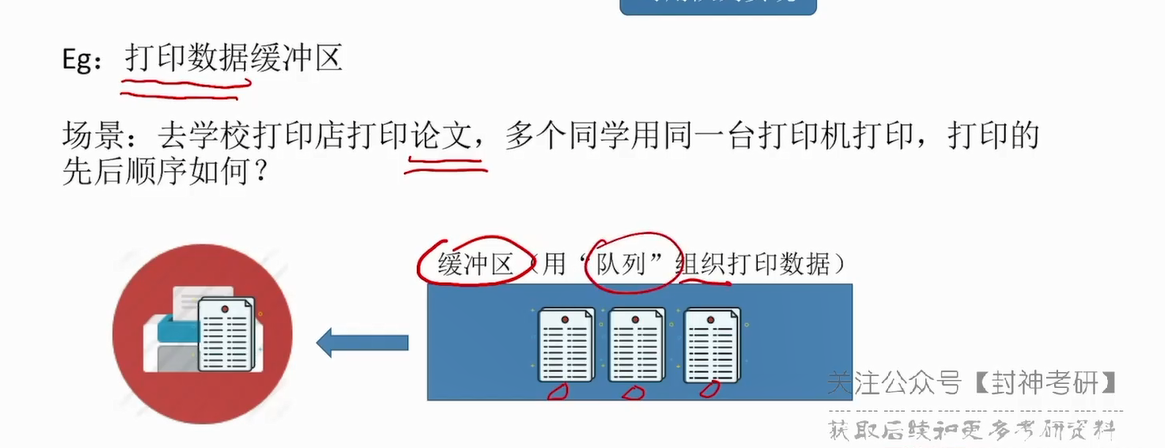 Eg：打印数据缓冲区
场景：去学校打印店打印论文，多个同学用同一台打印机打印，打印的
先后顺序如何？
缓冲区（用“队列”组织打印数据）
关注公众号【封神考研】
获取后续和更多考研资料